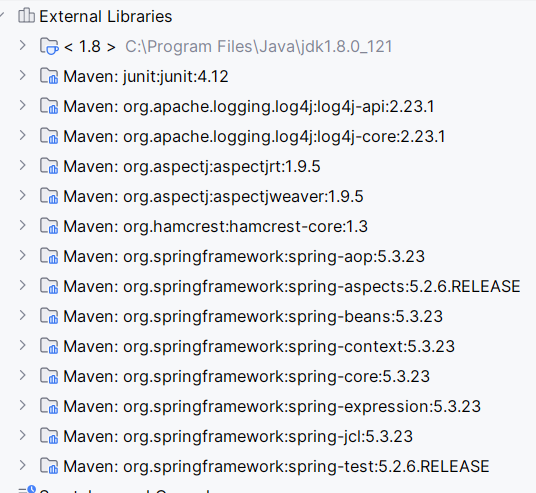 External Libraries
< 1.8 > C:\Program Files\Java\jdk1.8.0_121
Maven: junit:junit:4.12
Maven: org.apache.logging.log4j:log4j-api:2.23.1
Maven: org.apache.logging.log4j:log4j-core:2.23.1
Maven: org.aspectj:aspectjrt:1.9.5
Maven: org.aspectj:aspectjweaver:1.9.5
Maven: org.hamcrest:hamcrest-core:1.3
Maven: org.springframework:spring-aop:5.3.23
Maven: org.springframework:spring-aspects:5.2.6.RELEASE
Maven: org.springframework:spring-beans:5.3.23
Maven: org.springframework:spring-context:5.3.23
Maven: org.springframework:spring-core:5.3.23
Maven: org.springframework:spring-expression:5.3.23
Maven: org.springframework:spring-jcl:5.3.23
Maven: org.springframework:spring-test:5.2.6.RELEASE